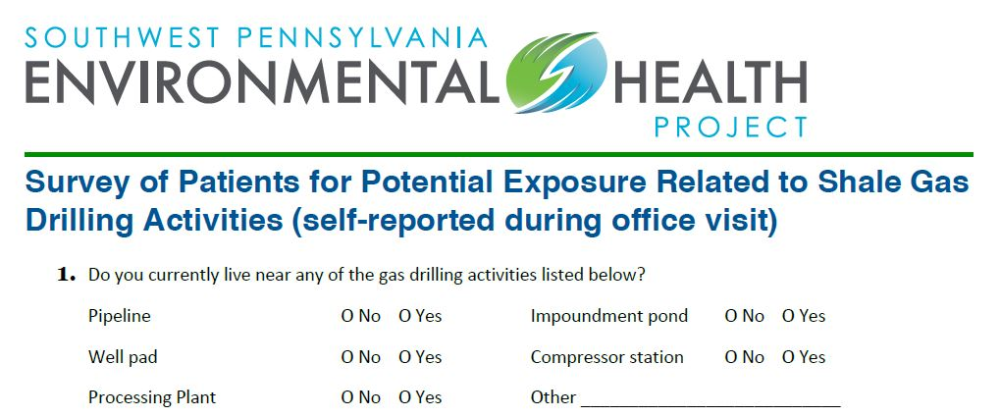 SOUTHWEST PENNSYLVANIA
ENVIRONMENTAL HEALTH
PROJECT
Survey of Patients for Potential Exposure Related to Shale Gas
Drilling Activities (self-reported during office visit)
1. Do you currently live near any of the gas drilling activities listed below?
Pipeline O No O Yes Impoundment pond O No O Yes
Well pad O No O Yes Compressor station O No O Yes
Processing Plant O No O Yes Other ____________________________